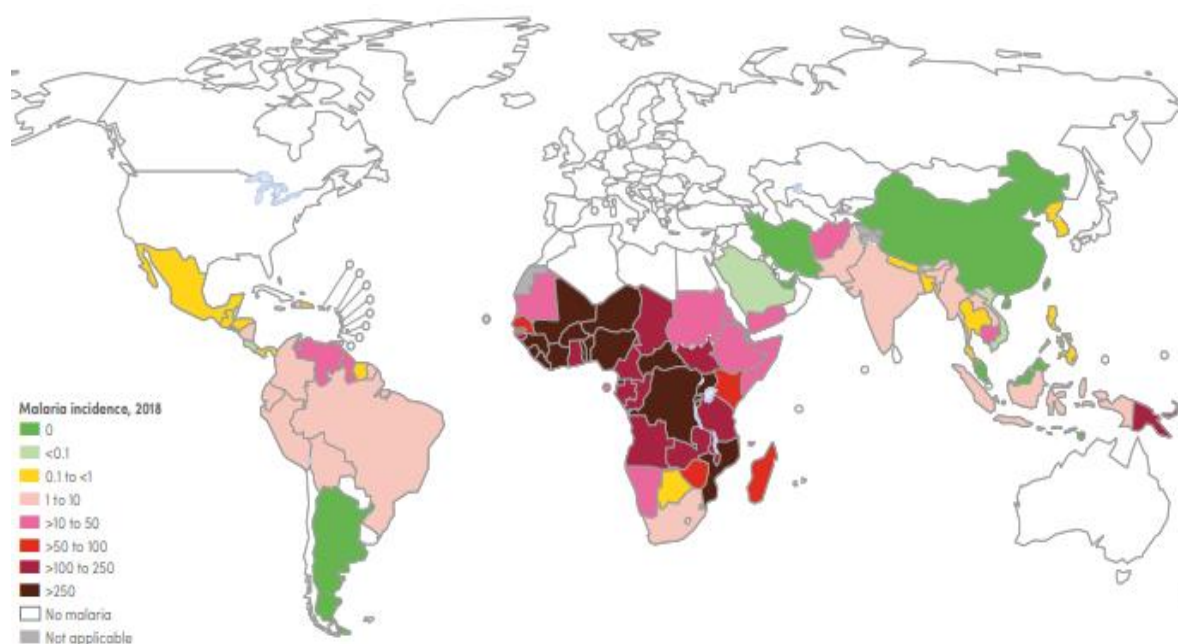 Malaria incidence, 2018
0
<0.1
0.1 to <1
1 to 10
>10 to 50
>50 to 100
>100 to 250
>250
No malaria
Not applicable